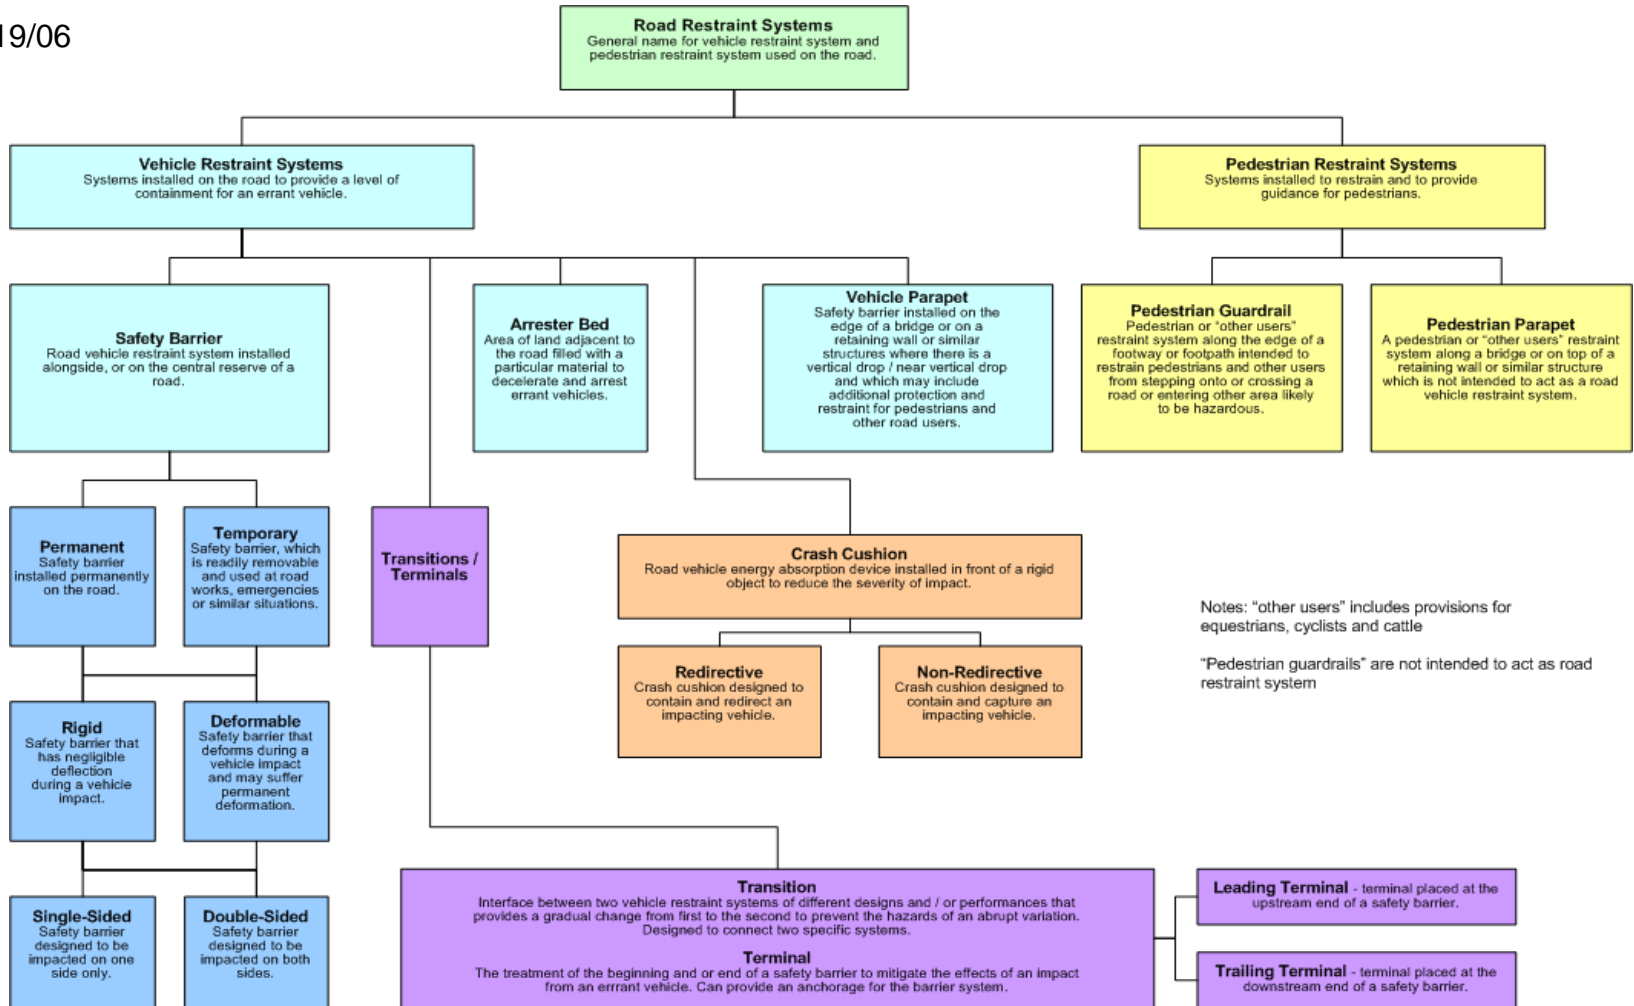 19/06
Road Restraint Systems
General name for vehicle restraint system and
pedestrian restraint system used on the road.
Vehicle Restraint Systems
Systems installed on the road to provide a level of
containment for an errant vehicle.
Pedestrian Restraint Systems
Systems installed to restrain and to provide
guidance for pedestrians.
Safety Barrier
Road vehicle restraint system installed
alongside, or on the central reserve of a
road.
Arrester Bed
Area of land adjacent to
the road filled with a
particular material to
decelerate and arrest
errant vehicles.
Vehicle Parapet
Safety barrier installed on the
edge of a bridge or on a
retaining wall or similar
structures where there is a
vertical drop / near vertical drop
and which may include
additional protection and
restraint for pedestrians and
other road users.
Pedestrian Guardrail
Pedestrian or "other users"
restraint system along the edge of a
footway or footpath intended to
restrain pedestrians and other users
from stepping onto or crossing a
road or entering other area likely
to be hazardous.
Pedestrian Parapet
A pedestrian or "other users" restraint
system along a bridge or on top of a
retaining wall or similar structure
which is not intended to act as a road
vehicle restraint system.
Permanent
Safety barrier
installed permanently
on the road.
Temporary
Safety barrier, which
is readily removable
and used at road
works, emergencies
or similar situations.
Transitions /
Terminals
Crash Cushion
Road vehicle energy absorption device installed in front of a rigid
object to reduce the severity of impact.
Redirective
Crash cushion designed to
contain and redirect an
impacting vehicle.
Non-Redirective
Crash cushion designed to
contain and capture an
impacting vehicle.
Notes: "other users" includes provisions for
equestrians, cyclists and cattle
"Pedestrian guardrails" are not intended to act as road
restraint system
Rigid
Safety barrier that
has negligible
deflection
during a vehicle
impact.
Deformable
Safety barrier that
deforms during a
vehicle impact
and may suffer
permanent
deformation.
Single-Sided
Safety barrier
designed to be
impacted on one
side only.
Double-Sided
Safety barrier
designed to be
impacted on both
sides.
Transition
Interface between two vehicle restraint systems of different designs and / or performances that
provides a gradual change from first to the second to prevent the hazards of an abrupt variation.
Designed to connect two specific systems.
Terminal
The treatment of the beginning and or end of a safety barrier to mitigate the effects of an impact
from an errrant vehicle. Can provide an anchorage for the barrier system.
Leading Terminal - terminal placed at the
upstream end of a safety barrier.
Trailing Terminal - terminal placed at the
downstream end of a safety barrier.